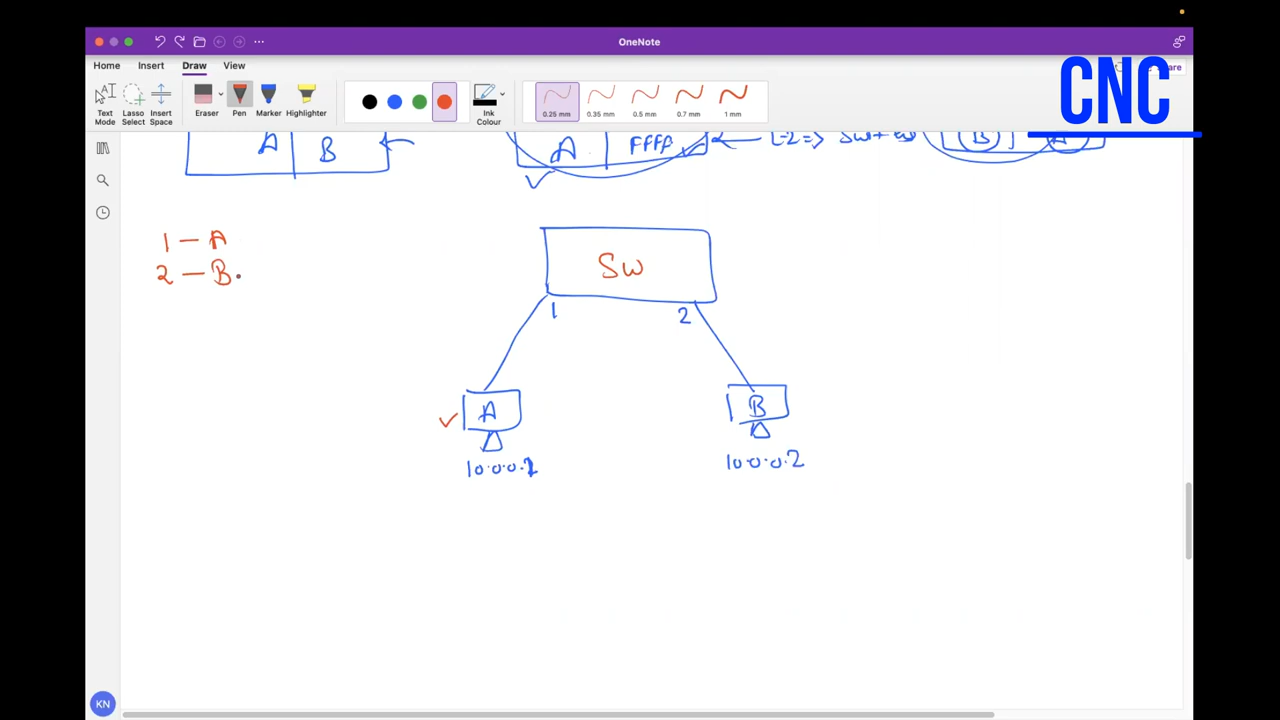 OneNote
CNC
Home Insert Draw View
Text Mode
Lasso Select
Insert Space
Eraser
Pen
Marker
Highlighter
0.25 mm
0.35 mm
0.5 mm
0.7 mm
1 mm
Ink Colour
A B
A FFFF
B
1 - A
2 - B
SW
1 2
A B
10.0.0.1 10.0.0.2
KN